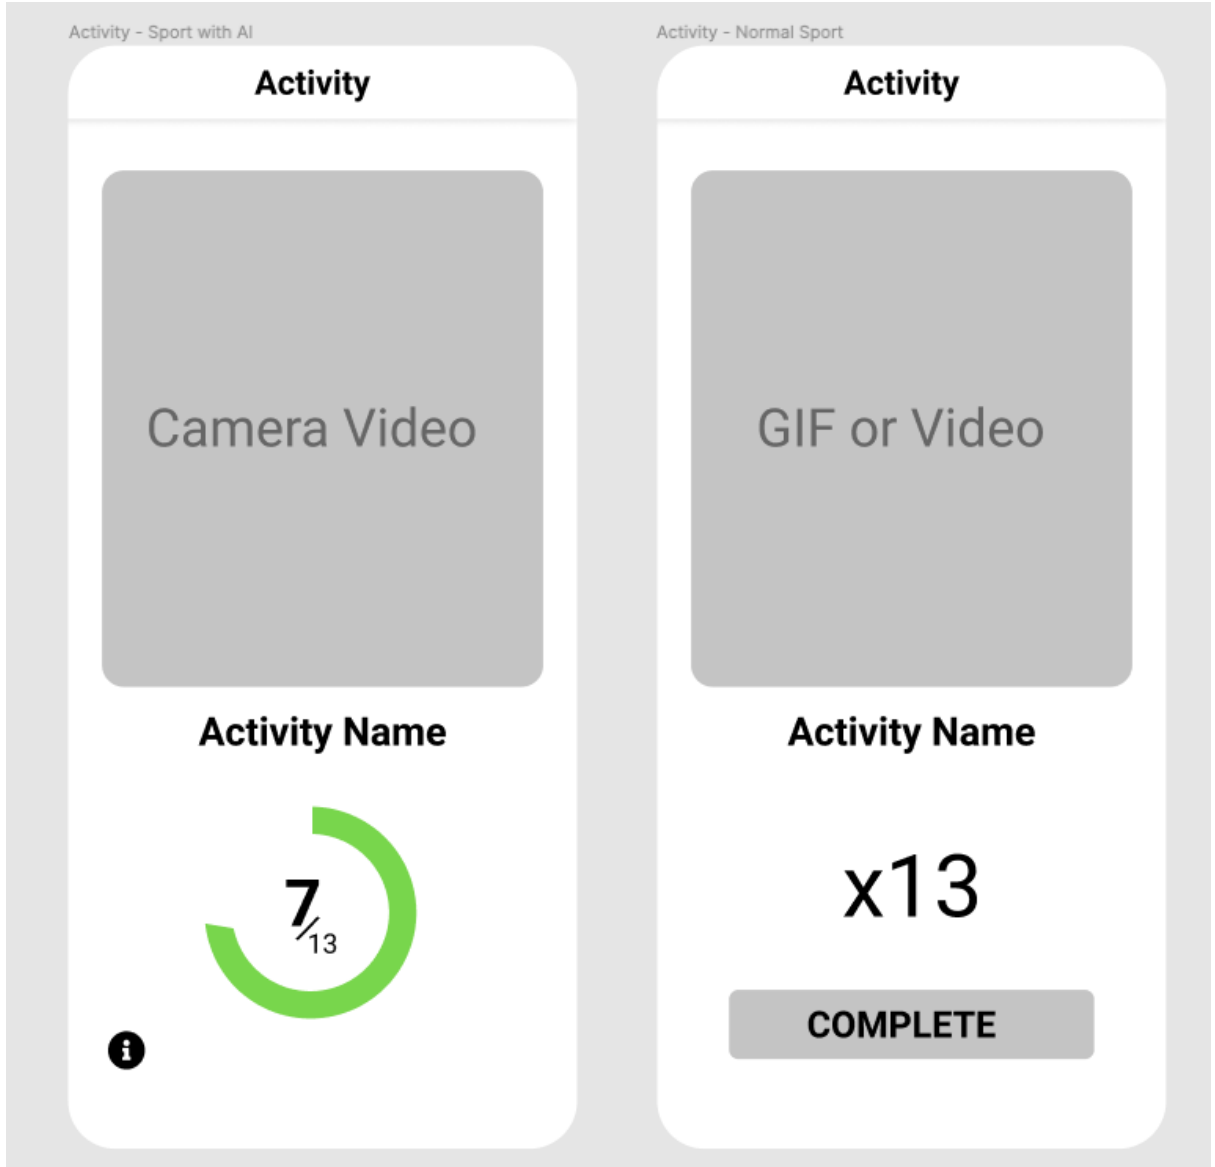 Activity - Sport with AI
Activity
Camera Video
Activity Name
7/13
Activity - Normal Sport
Activity
GIF or Video
Activity Name
x13
COMPLETE